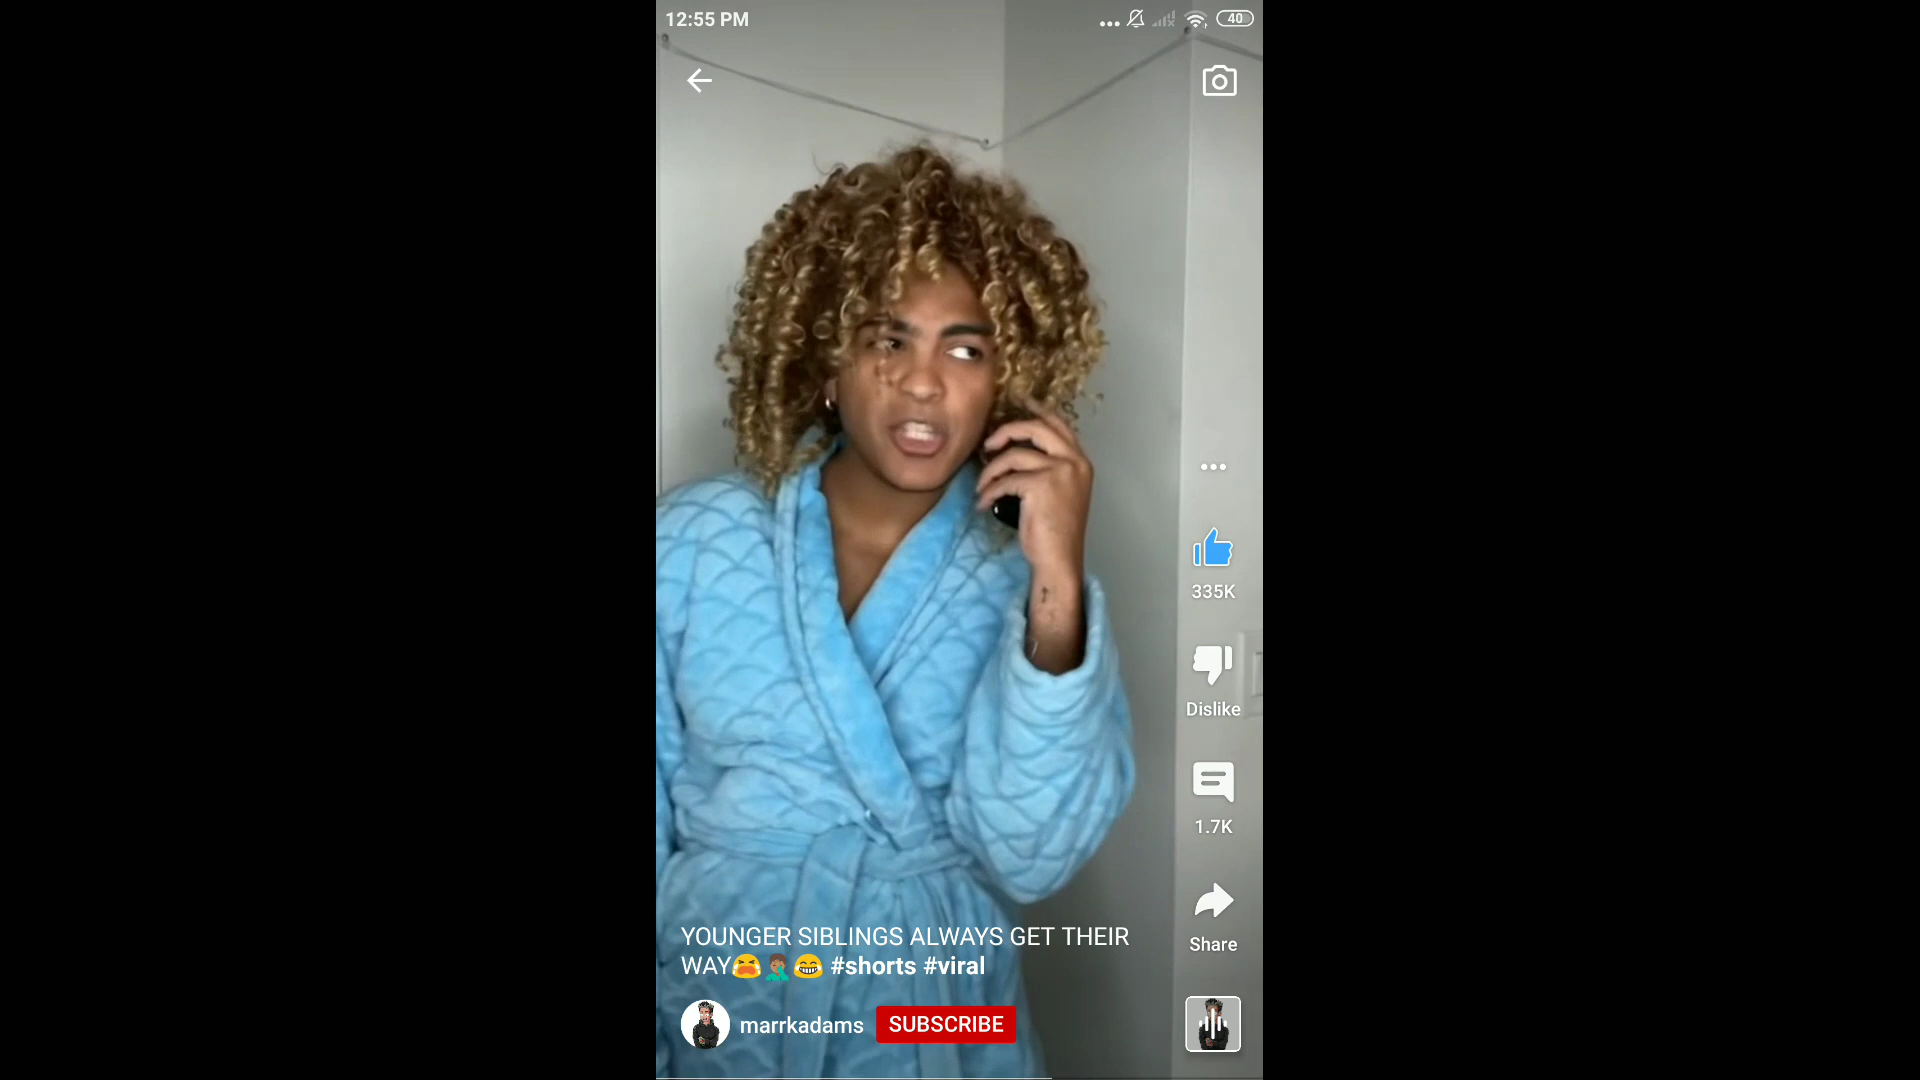 12:55 PM
40
335K
Dislike
1.7K
Share
YOUNGER SIBLINGS ALWAYS GET THEIR
WAY😫🤦🏽‍♂️😂 #shorts #viral
marrkadams SUBSCRIBE